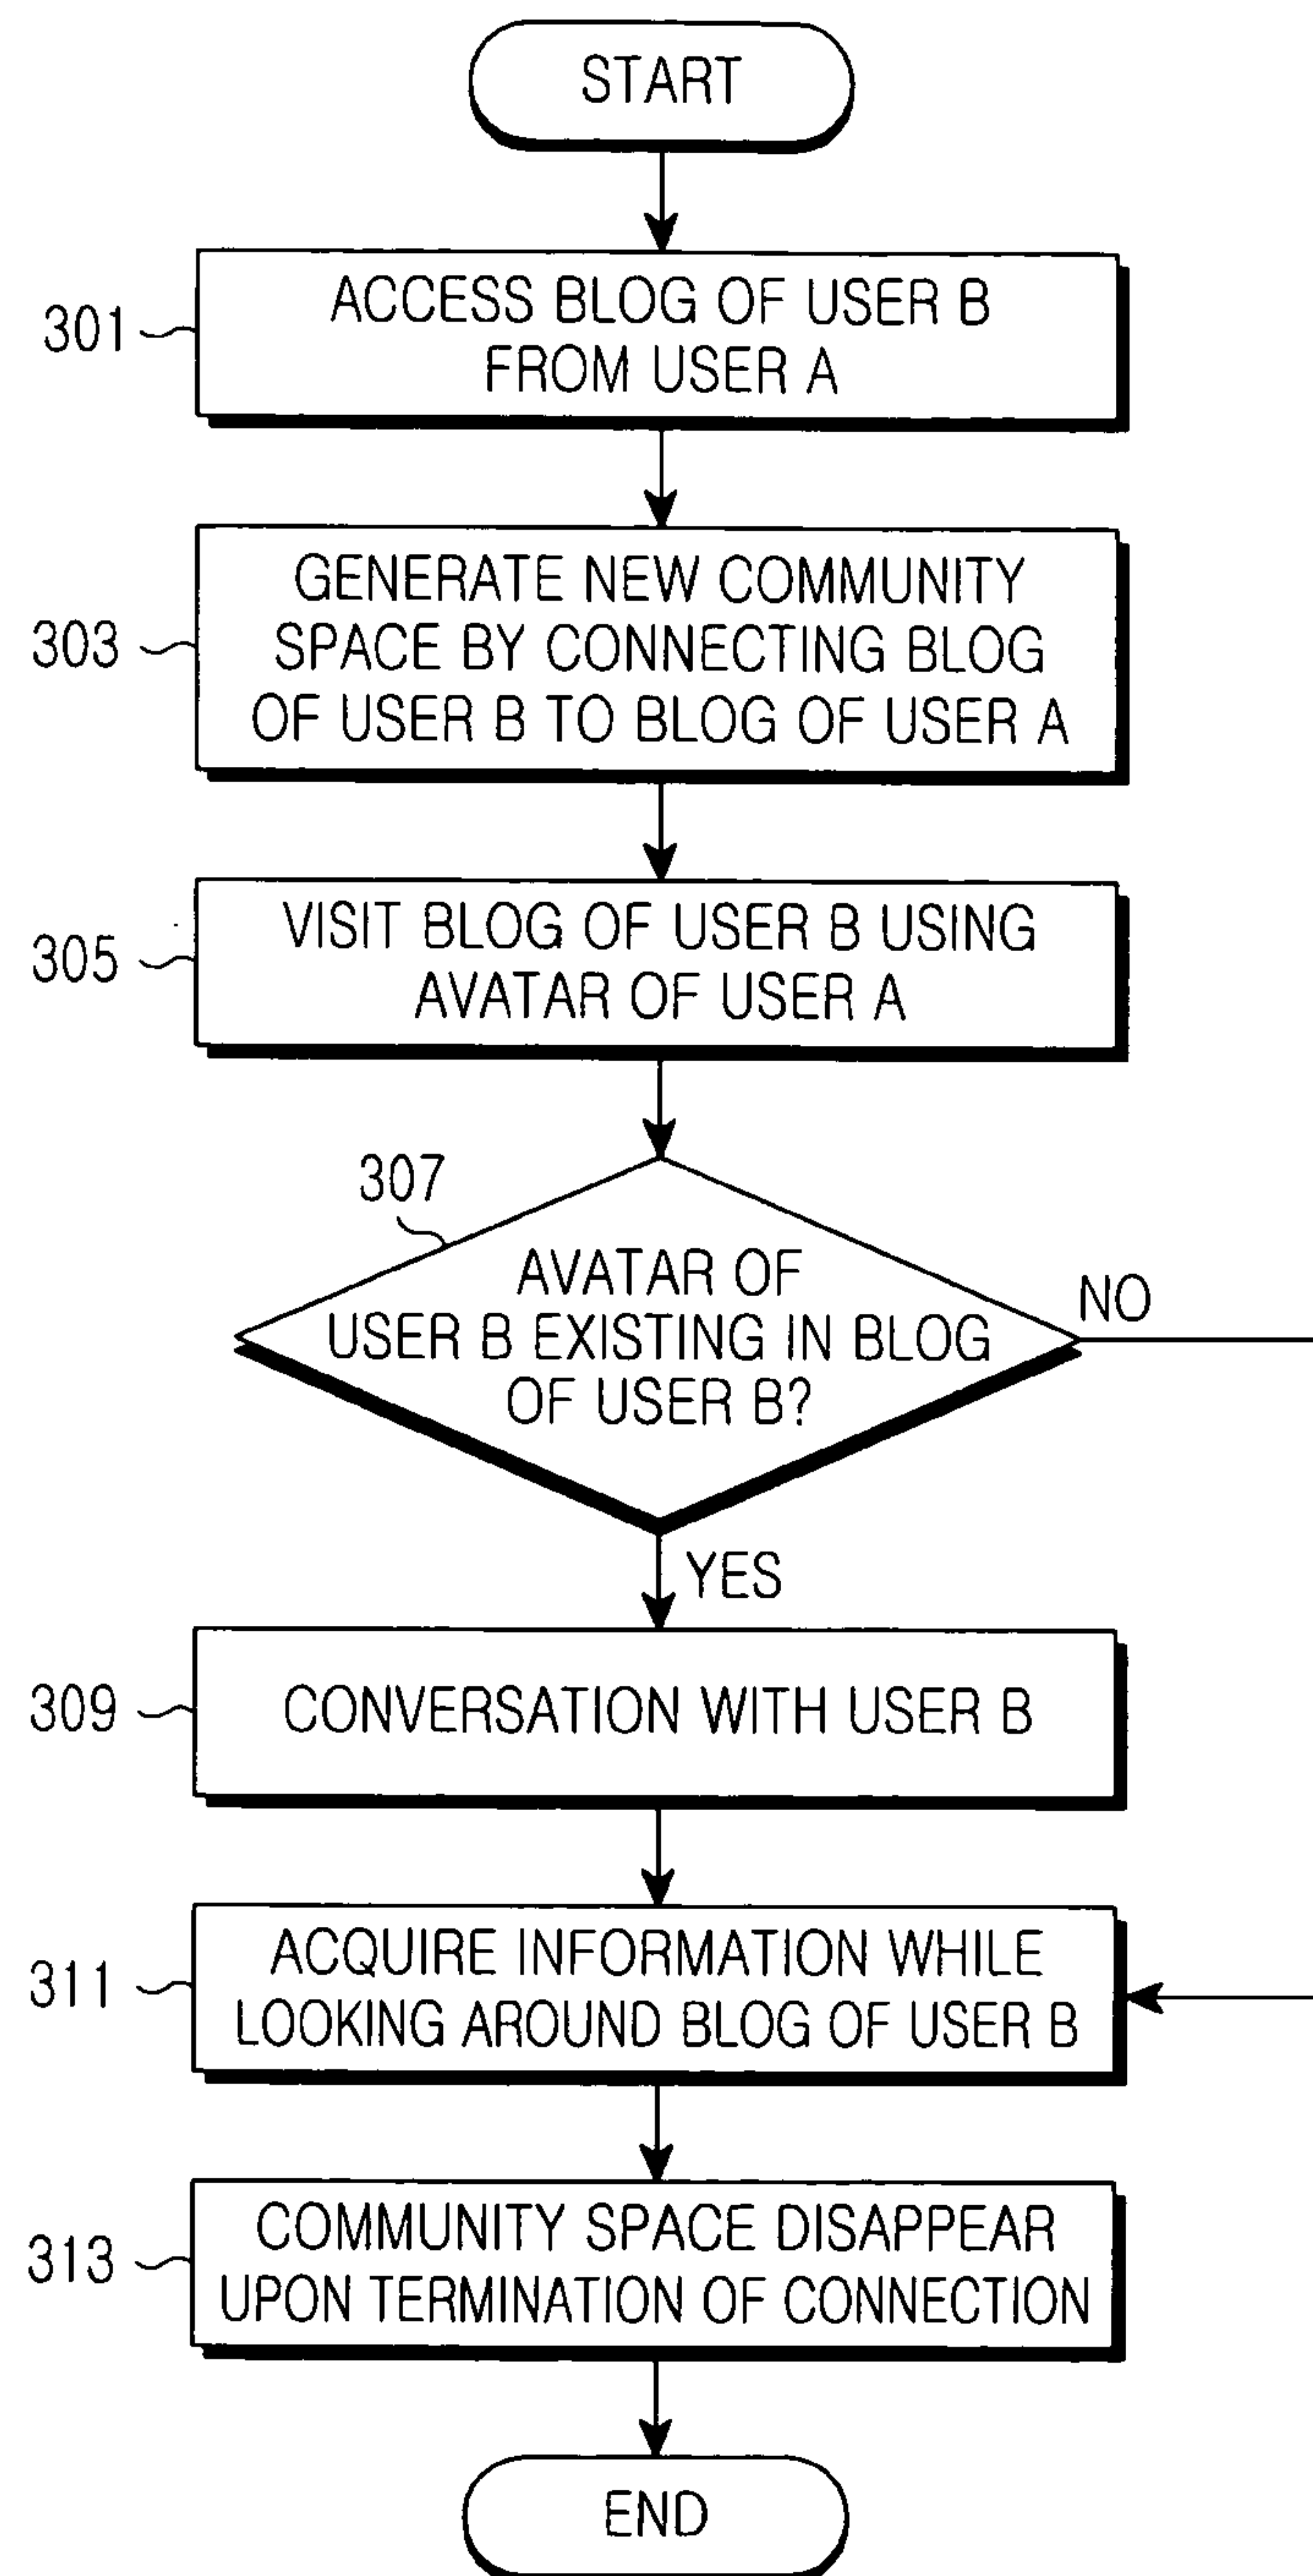 START
301
ACCESS BLOG OF USER B
FROM USER A
303
GENERATE NEW COMMUNITY
SPACE BY CONNECTING BLOG
OF USER B TO BLOG OF USER A
305
VISIT BLOG OF USER B USING
AVATAR OF USER A
307
AVATAR OF
USER B EXISTING IN BLOG
OF USER B?
NO
YES
309
CONVERSATION WITH USER B
311
ACQUIRE INFORMATION WHILE
LOOKING AROUND BLOG OF USER B
313
COMMUNITY SPACE DISAPPEAR
UPON TERMINATION OF CONNECTION
END